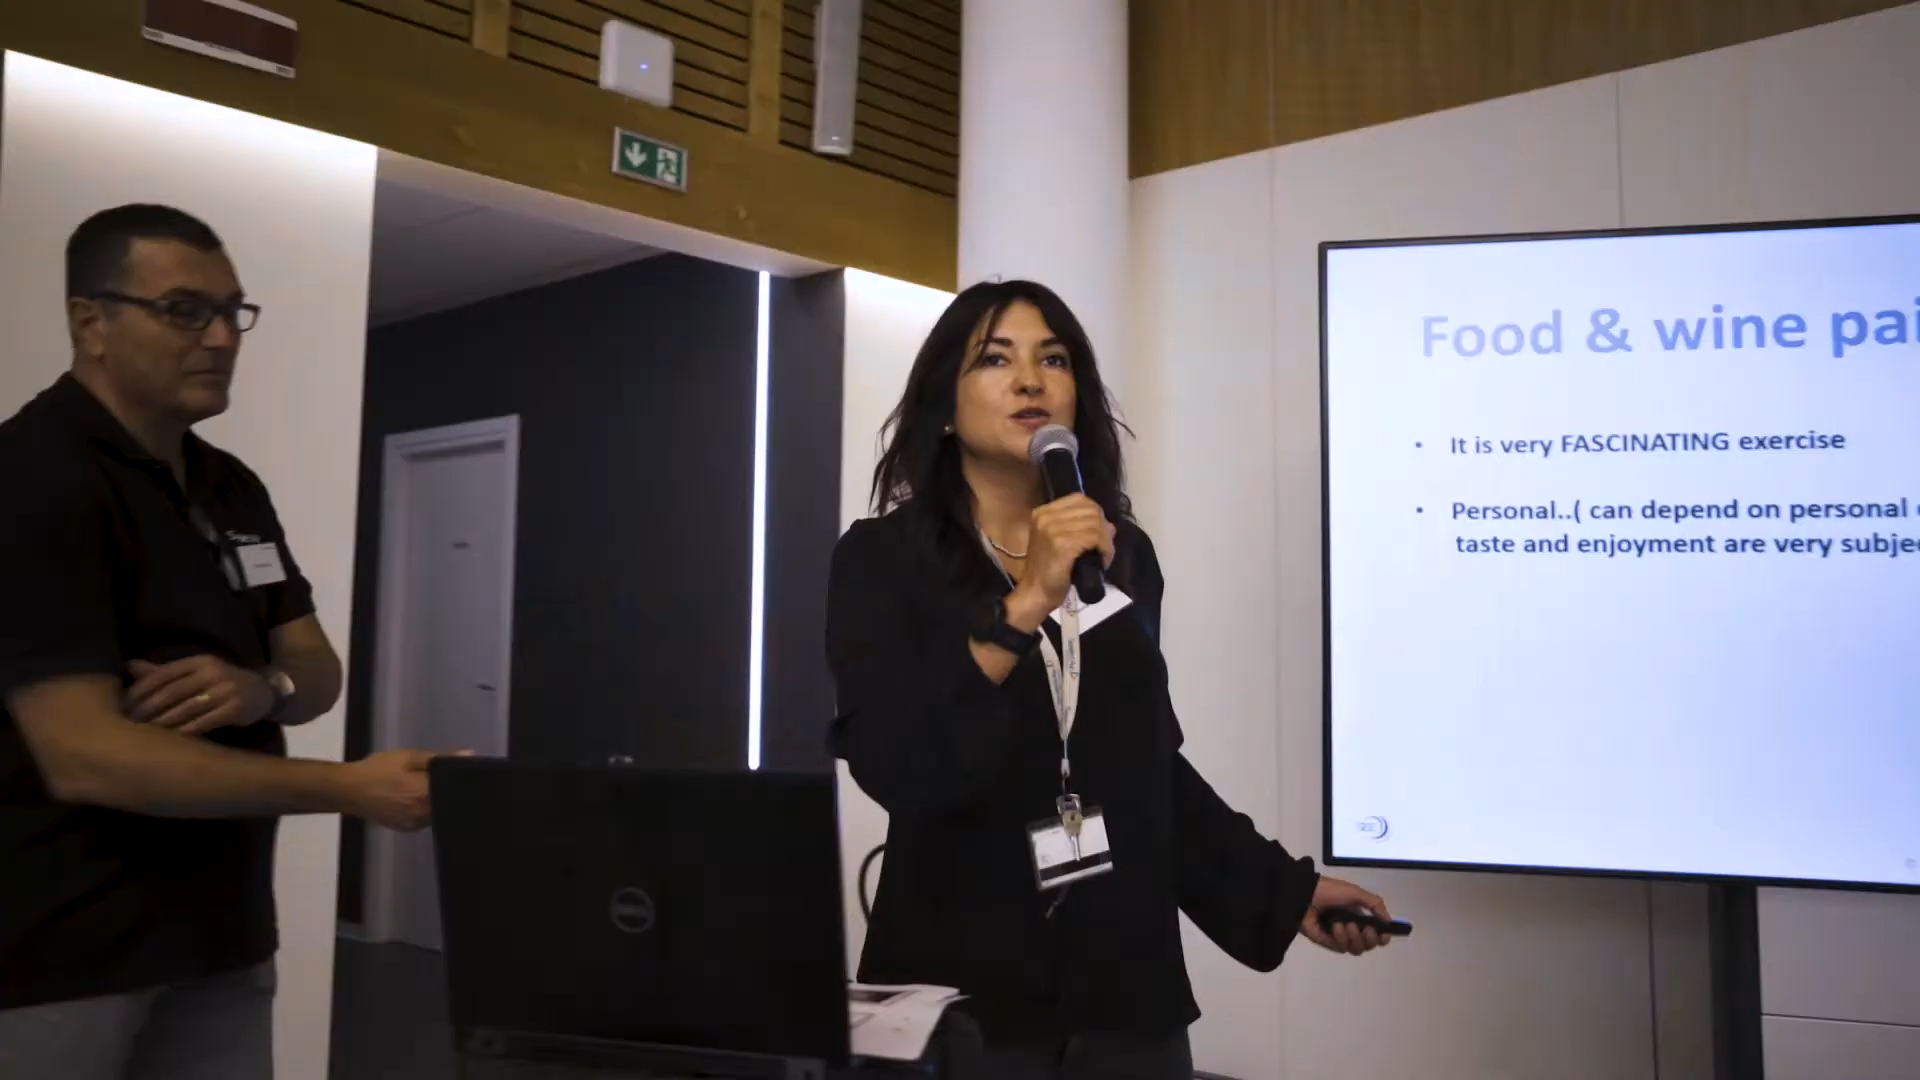 Food & wine pai
• It is very FASCINATING exercise
• Personal..( can depend on personal
taste and enjoyment are very subje
DELL